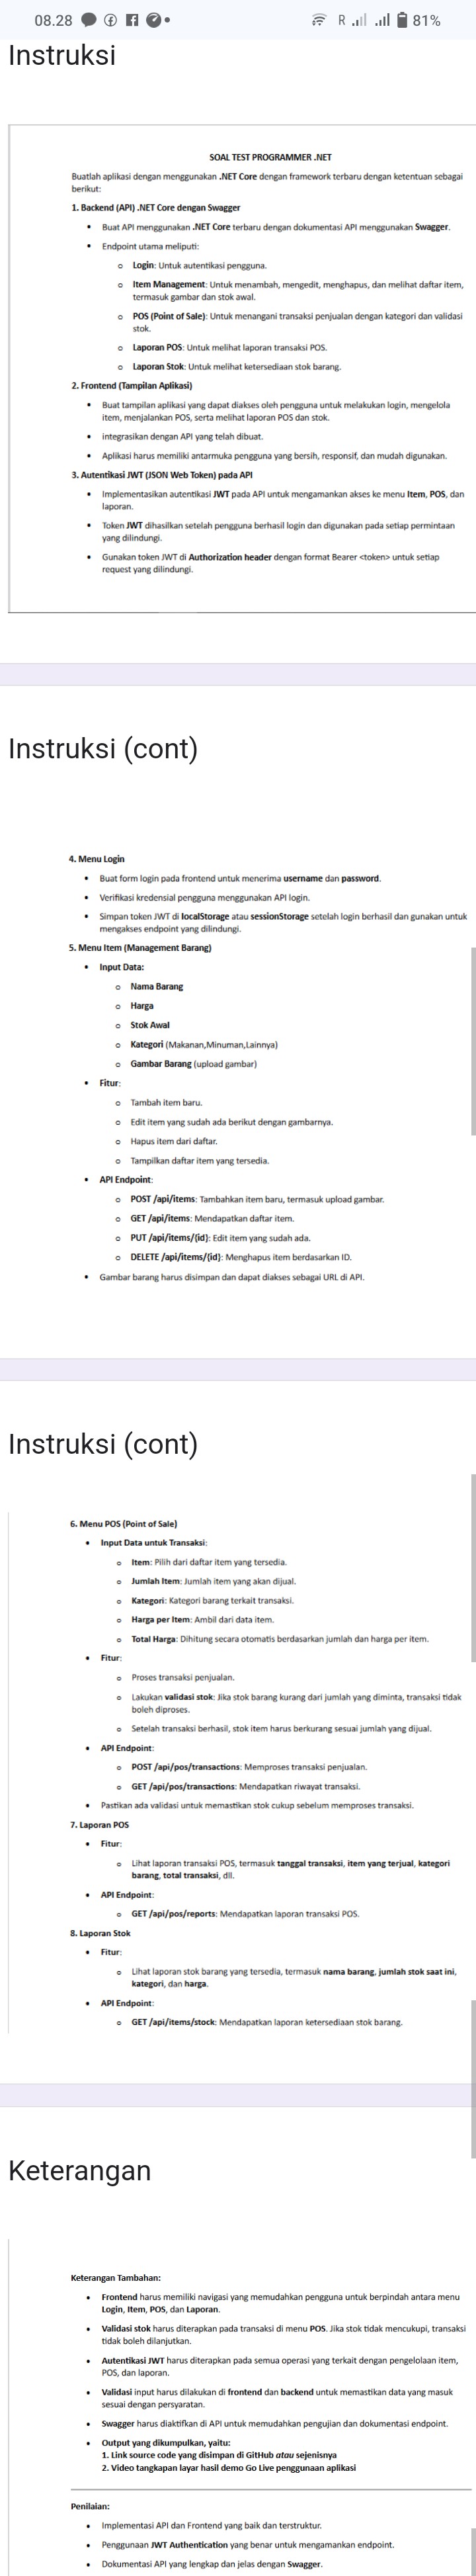 08.28
R
81%
Instruksi
SOAL TEST PROGRAMMER .NET
Buatlah aplikasi dengan menggunakan .NET Core dengan framework terbaru dengan ketentuan sebagai
berikut:
1. Backend (API) .NET Core dengan Swagger
• Buat API menggunakan .NET Core terbaru dengan dokumentasi API menggunakan Swagger.
• Endpoint utama meliputi:
o Login: Untuk autentikasi pengguna.
o Item Management: Untuk menambah, mengedit, menghapus, dan melihat daftar item,
termasuk gambar dan stok awal.
o POS (Point of Sale): Untuk menangani transaksi penjualan dengan kategori dan validasi
stok.
o Laporan POS: Untuk melihat laporan transaksi POS.
o Laporan Stok: Untuk melihat ketersediaan stok barang.
2. Frontend (Tampilan Aplikasi)
• Buat tampilan aplikasi yang dapat diakses oleh pengguna untuk melakukan login, mengelola
item, menjalankan POS, serta melihat laporan POS dan stok.
• integrasikan dengan API yang telah dibuat.
• Aplikasi harus memiliki antarmuka pengguna yang bersih, responsif, dan mudah digunakan.
3. Autentikasi JWT (JSON Web Token) pada API
• Implementasikan autentikasi JWT pada API untuk mengamankan akses ke menu Item, POS, dan
laporan.
• Token JWT dihasilkan setelah pengguna berhasil login dan digunakan pada setiap permintaan
yang dilindungi.
• Gunakan token JWT di Authorization header dengan format Bearer <token> untuk setiap
request yang dilindungi.
Instruksi (cont)
4. Menu Login
• Buat form login pada frontend untuk menerima username dan password.
• Verifikasi kredensial pengguna menggunakan API login.
• Simpan token JWT di localStorage atau sessionStorage setelah login berhasil dan gunakan untuk
mengakses endpoint yang dilindungi.
5. Menu Item (Management Barang)
• Input Data:
o Nama Barang
o Harga
o Stok Awal
o Kategori (Makanan,Minuman,Lainnya)
o Gambar Barang (upload gambar)
• Fitur:
o Tambah item baru.
o Edit item yang sudah ada berikut dengan gambarnya.
o Hapus item dari daftar.
o Tampilkan daftar item yang tersedia.
• API Endpoint:
o POST /api/items: Tambahkan item baru, termasuk upload gambar.
o GET /api/items: Mendapatkan daftar item.
o PUT /api/items/{id}: Edit item yang sudah ada.
o DELETE /api/items/{id}: Menghapus item berdasarkan ID.
• Gambar barang harus disimpan dan dapat diakses sebagai URL di API.
Instruksi (cont)
6. Menu POS (Point of Sale)
• Input Data untuk Transaksi:
o Item: Pilih dari daftar item yang tersedia.
o Jumlah Item: Jumlah item yang akan dijual.
o Kategori: Kategori barang terkait transaksi.
o Harga per Item: Ambil dari data item.
o Total Harga: Dihitung secara otomatis berdasarkan jumlah dan harga per item.
• Fitur:
o Proses transaksi penjualan.
o Lakukan validasi stok: Jika stok barang kurang dari jumlah yang diminta, transaksi tidak
boleh diproses.
o Setelah transaksi berhasil, stok item harus berkurang sesuai jumlah yang dijual.
• API Endpoint:
o POST /api/pos/transactions: Memproses transaksi penjualan.
o GET /api/pos/transactions: Mendapatkan riwayat transaksi.
• Pastikan ada validasi untuk memastikan stok cukup sebelum memproses transaksi.
7. Laporan POS
• Fitur:
o Lihat laporan transaksi POS, termasuk tanggal transaksi, item yang terjual, kategori
barang, total transaksi, dll.
• API Endpoint:
o GET /api/pos/reports: Mendapatkan laporan transaksi POS.
8. Laporan Stok
• Fitur:
o Lihat laporan stok barang yang tersedia, termasuk nama barang, jumlah stok saat ini,
kategori, dan harga.
• API Endpoint:
o GET /api/items/stock: Mendapatkan laporan ketersediaan stok barang.
Keterangan
Keterangan Tambahan:
• Frontend harus memiliki navigasi yang memudahkan pengguna untuk berpindah antara menu
Login, Item, POS, dan Laporan.
• Validasi stok harus diterapkan pada transaksi di menu POS. Jika stok tidak mencukupi, transaksi
tidak boleh dilanjutkan.
• Autentikasi JWT harus diterapkan pada semua operasi yang terkait dengan pengelolaan item,
POS, dan laporan.
• Validasi input harus dilakukan di frontend dan backend untuk memastikan data yang masuk
sesuai dengan persyaratan.
• Swagger harus diaktifkan di API untuk memudahkan pengujian dan dokumentasi endpoint.
• Output yang dikumpulkan, yaitu:
1. Link source code yang disimpan di GitHub atau sejenisnya
2. Video tangkapan layar hasil demo Go Live penggunaan aplikasi
Penilaian:
• Implementasi API dan Frontend yang baik dan terstruktur.
• Penggunaan JWT Authentication yang benar untuk mengamankan endpoint.
• Dokumentasi API yang lengkap dan jelas dengan Swagger.